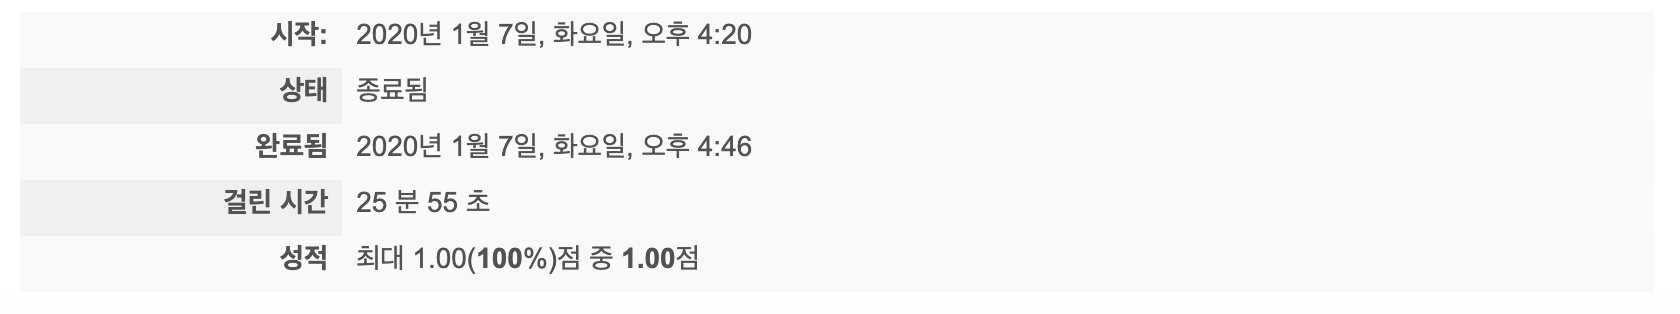 시작: 2020년 1월 7일, 화요일, 오후 4:20
상태 종료됨
완료됨 2020년 1월 7일, 화요일, 오후 4:46
걸린 시간 25 분 55 초
성적 최대 1.00(100%)점 중 1.00점